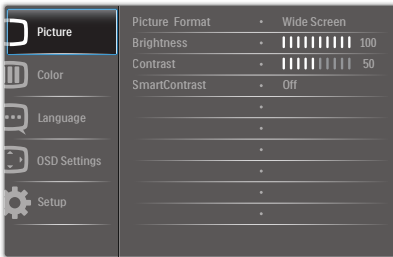 Picture
Color
Language
OSD Settings
Setup
Picture Format • Wide Screen
Brightness • 100
Contrast • 50
SmartContrast • Off
•
•
•
•
•
•